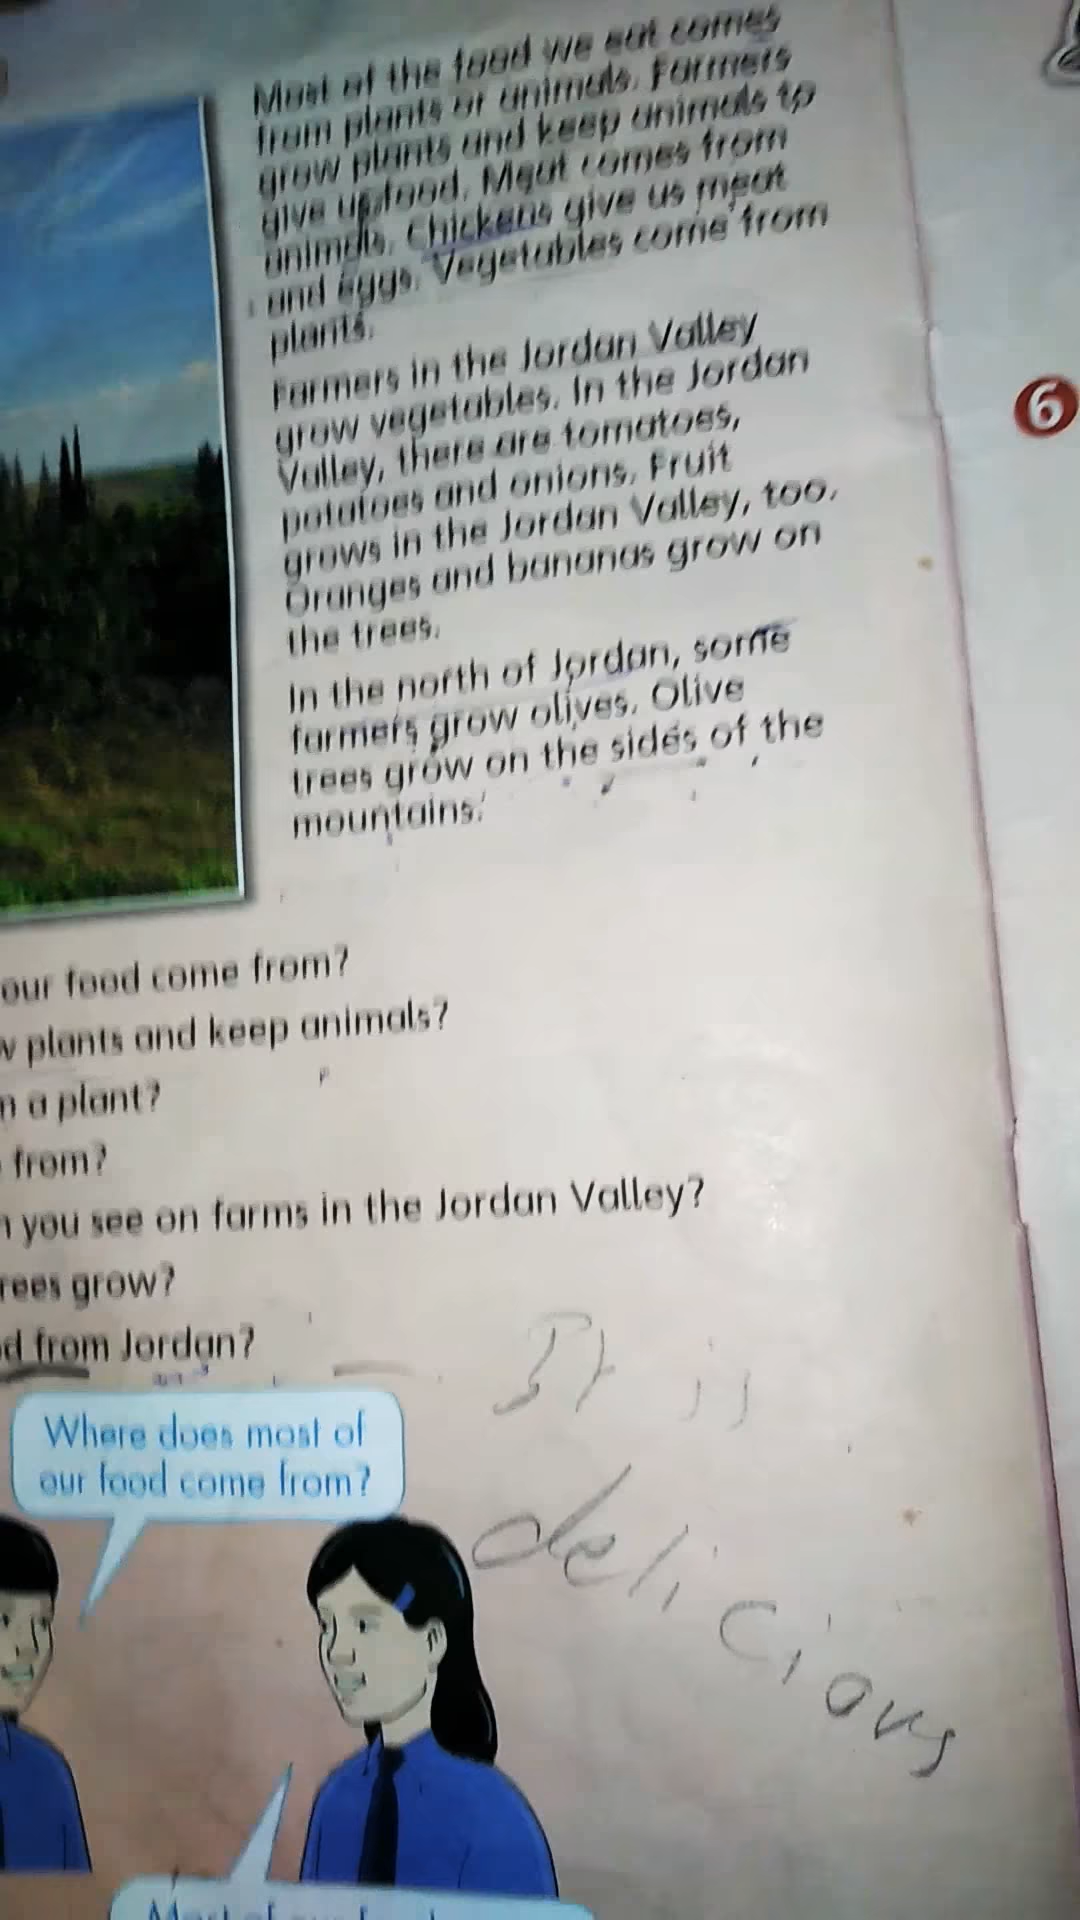 Most of the food we eat comes
from plants or animals. Farmers
grow plants and keep animals to
give us food. Meat comes from
animals. Chickens give us meat
and eggs. Vegetables come from
plants.
Farmers in the Jordan Valley
grow vegetables. In the Jordan
Valley, there are tomatoes,
potatoes and onions. Fruit
grows in the Jordan Valley, too.
Oranges and bananas grow on
the trees.
In the north of Jordan, some
farmers grow olives. Olive
trees grow on the sides of the
mountains.
6
our food come from?
plants and keep animals?
a plant?
from?
you see on farms in the Jordan Valley?
rees grow?
d from Jordan?
It is
delicious
Where does most of
our food come from?